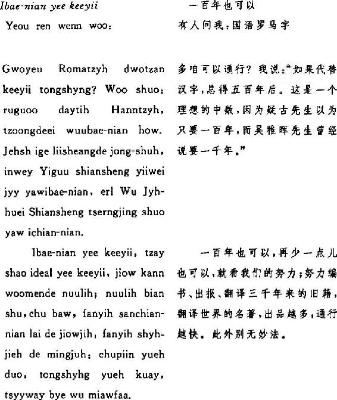 Ibae-nian yee keeyii
Yeou ren wenn woo:
Gwoyeu Romatzyh dwotzan
keeyii tongshyng? Woo shuo:
ruguoo daytih Hanntzyh,
tzoongdeei wuubae-nian how.
Jehsh ige liisheangde jong-shuh,
inwey Yiguu shiansheng yiiwei
jyy yawibae-nian, erl Wu Jyh-
huei Shiansheng tserngjing shuo
yaw ichian-nian.
Ibae-nian yee keeyii, tzay
shao ideal yee keeyii, jiow kann
woomende nuulih; nuulih bian
shu, chu baw, fanyih sanchian-
nian lai de jiowjih, fanyih shyh-
jieh de mingjuh; chupiin yueh
duo, tongshyhg yueh kuay,
tsyyway bye wu miawfaa.
一百年也可以
有人问我:国语罗马字
多咱可以通行?我说:“如果代替
汉字,总得五百年后。这是一个
理想的中数,因为疑古先生以为
只要一百年,而吴稚晖先生曾经
说要一千年。”
一百年也可以,再少一点儿
也可以,就看我们的努力;努力编
书、出报、翻译三千年来的旧籍,
翻译世界的名著,出品越多,通行
越快。此外别无妙法。